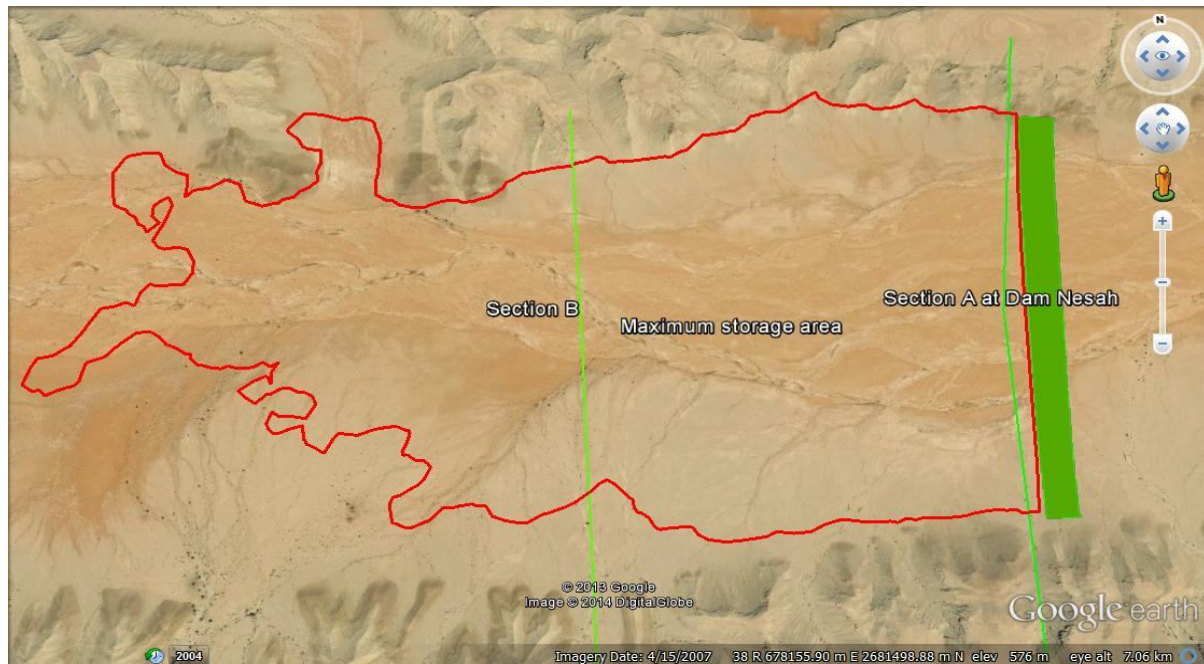 N
Section B
Section A at Dam Nesah
Maximum storage area
© 2013 Google
Image © 2014 DigitalGlobe
Google earth
2004
Imagery Date: 4/15/2007 38 R 678155.90 m E 2681498.88 m N elev 576 m eye alt 7.06 km